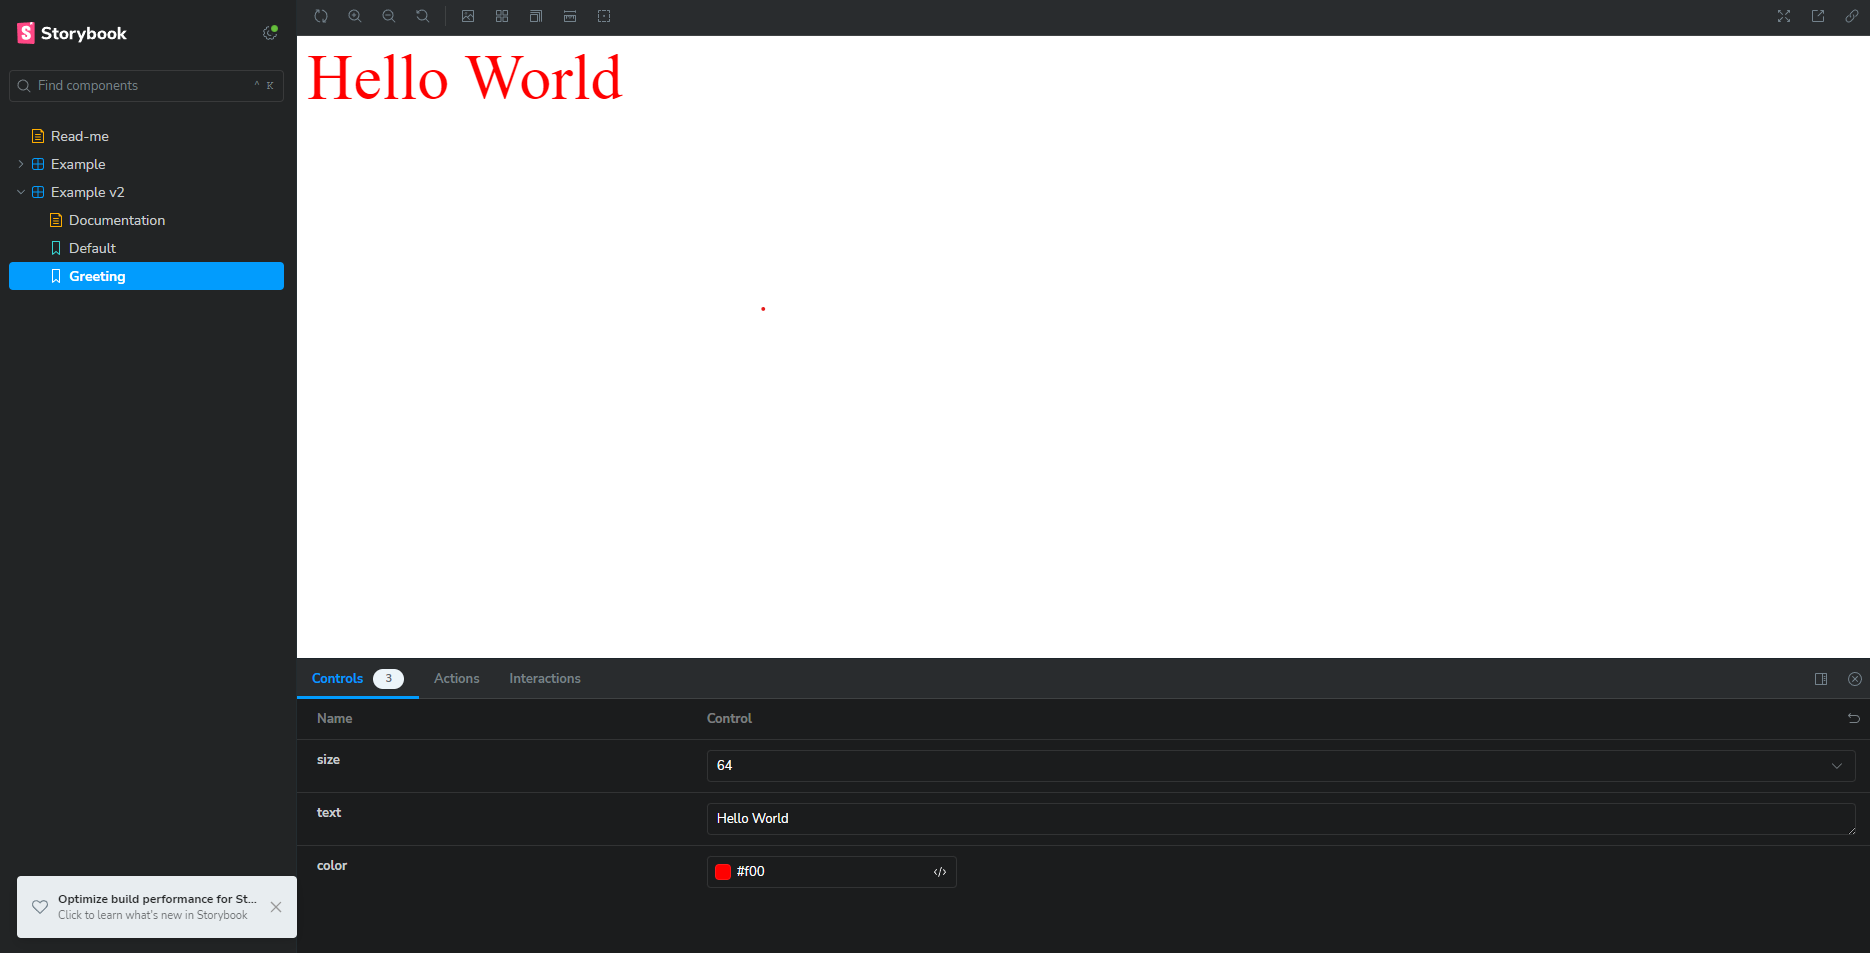 Storybook
Find components
^ K
Read-me
Example
Example v2
Documentation
Default
Greeting
Hello World
Controls 3 Actions Interactions
Name Control
size 64
text Hello World
color #f00
Optimize build performance for St...
Click to learn what's new in Storybook